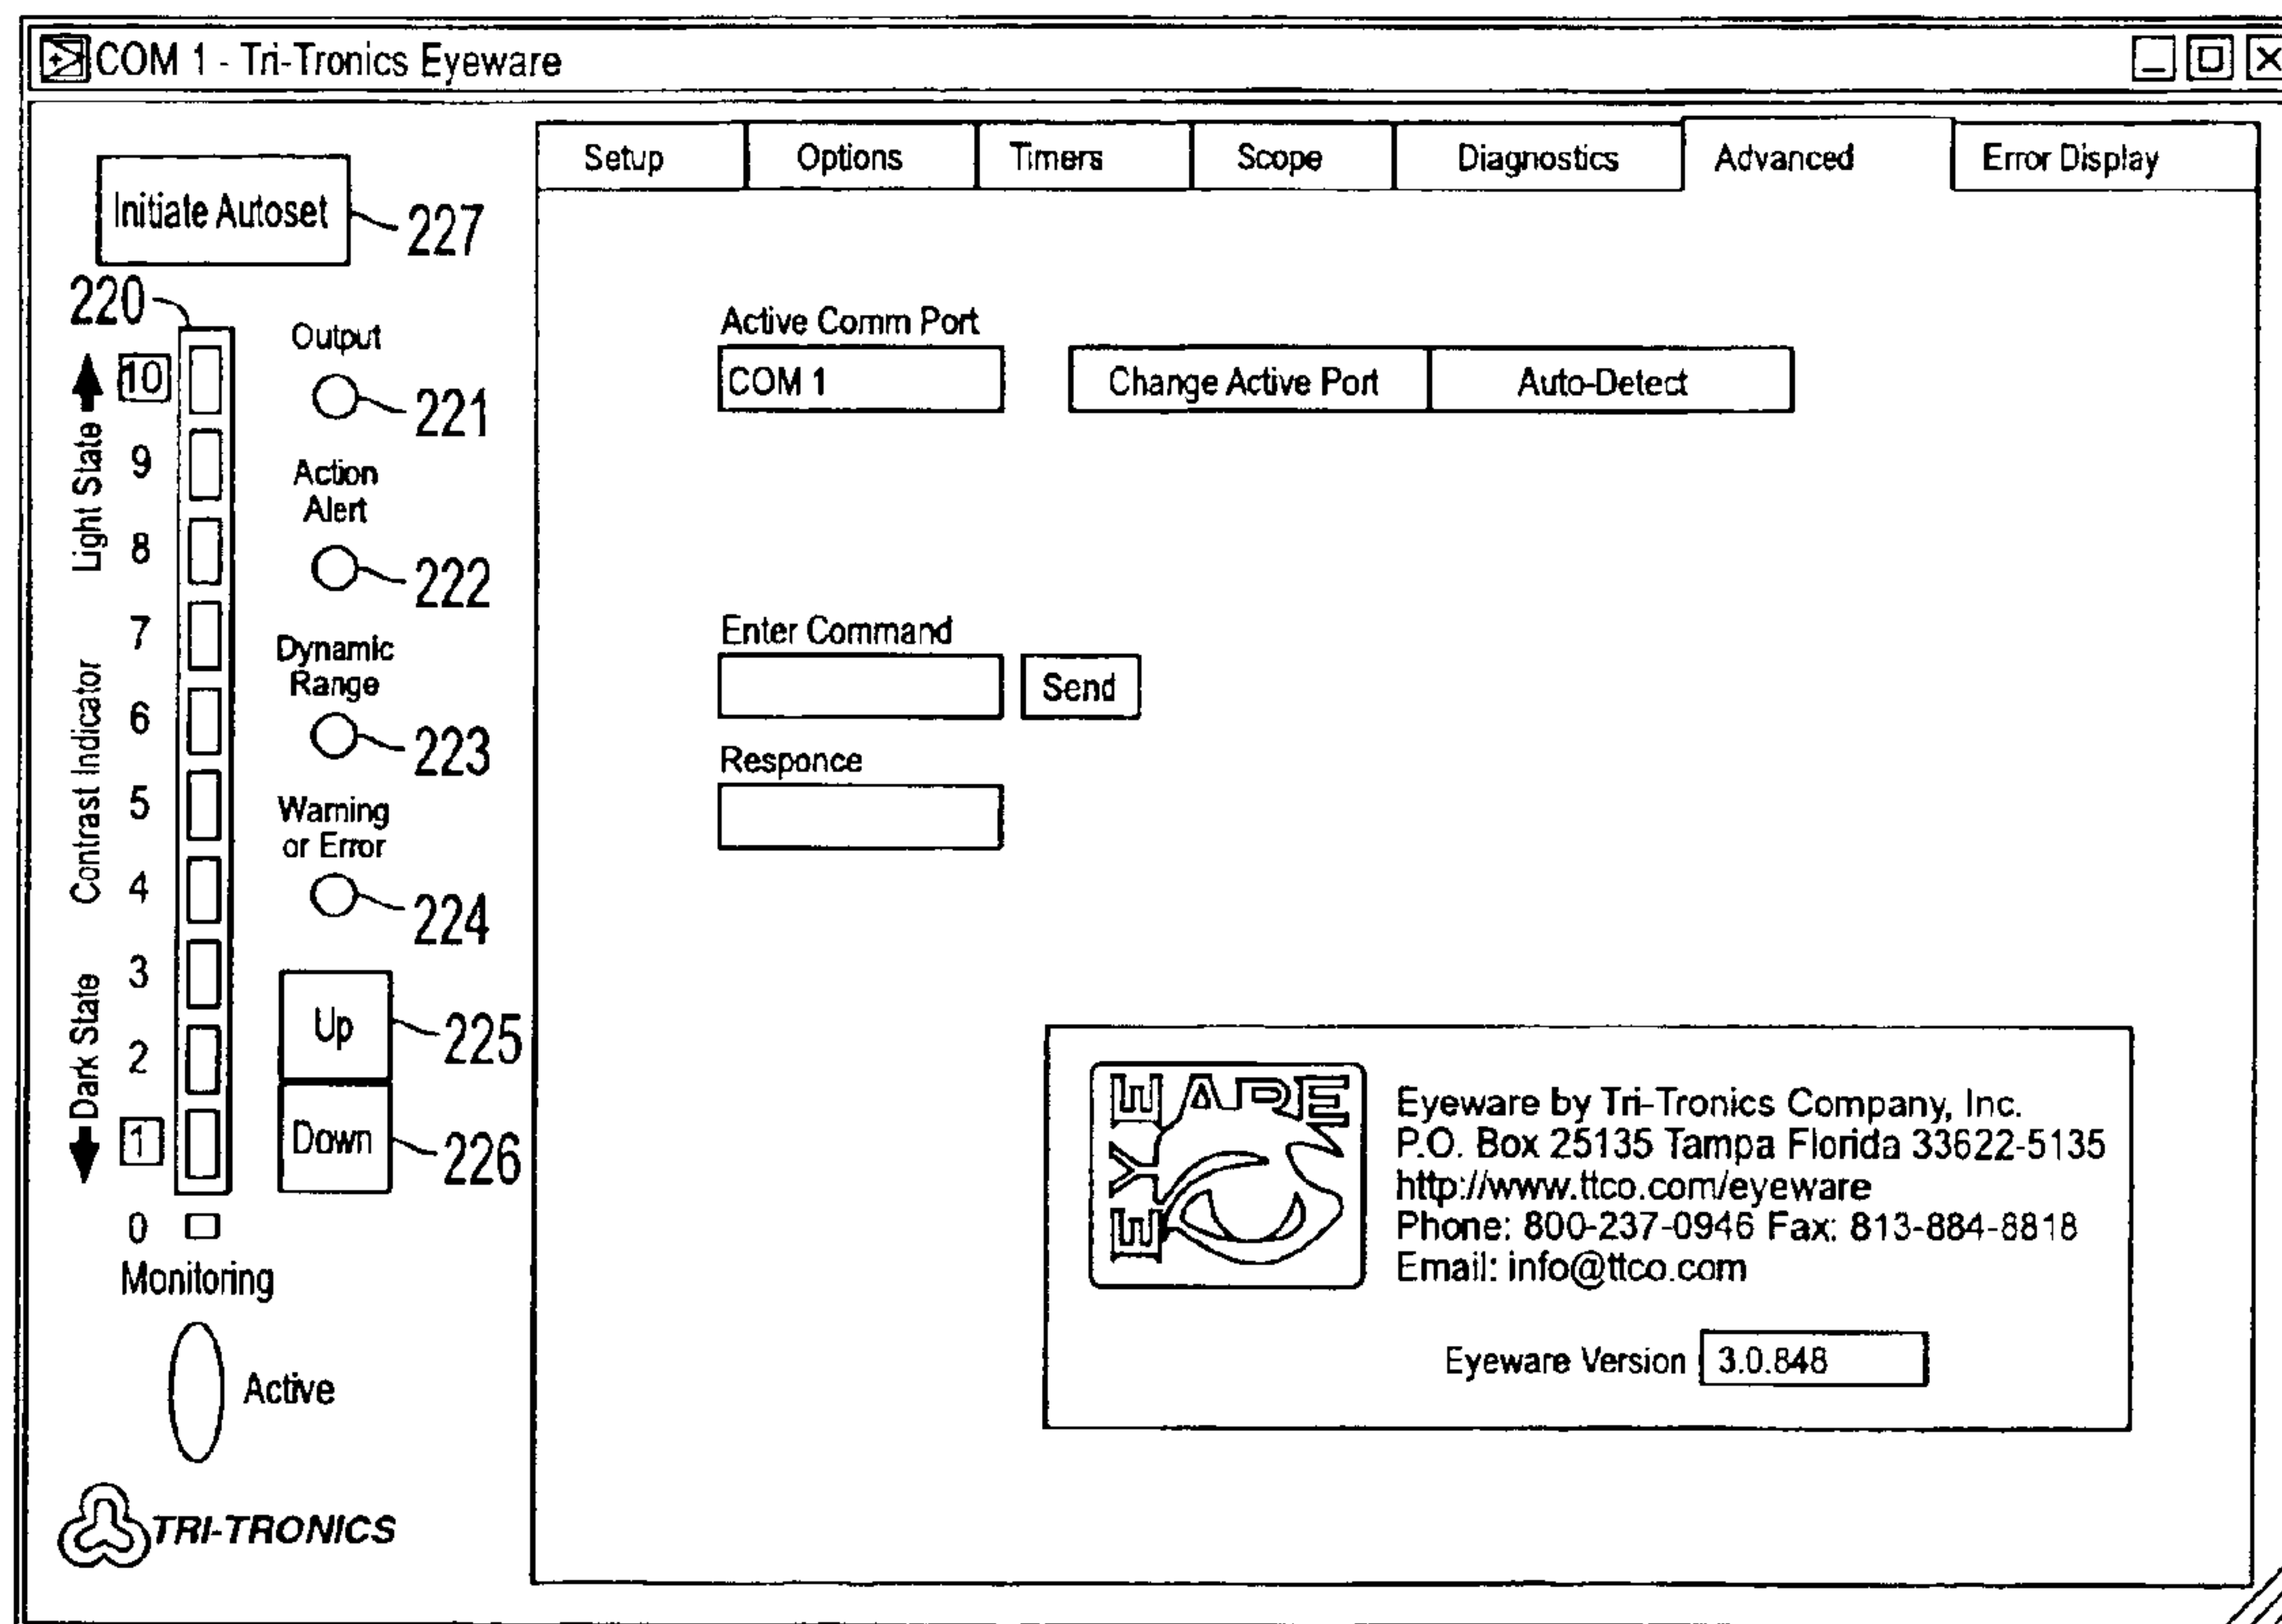 COM 1 - Tri-Tronics Eyeware
Initiate Autoset
227
220
Light State
Contrast Indicator
Dark State
10
9
8
7
6
5
4
3
2
1
0
Output
221
Action
Alert
222
Dynamic
Range
223
Warning
or Error
224
Up
225
Down
226
Monitoring
Active
TRI-TRONICS
Setup Options Timers Scope Diagnostics Advanced Error Display
Active Comm Port
COM 1 Change Active Port Auto-Detect
Enter Command
Send
Responce
EYEWARE
Eyeware by Tri-Tronics Company, Inc.
P.O. Box 25135 Tampa Florida 33622-5135
http://www.ttco.com/eyeware
Phone: 800-237-0946 Fax: 813-884-8818
Email: info@ttco.com
Eyeware Version 3.0.848